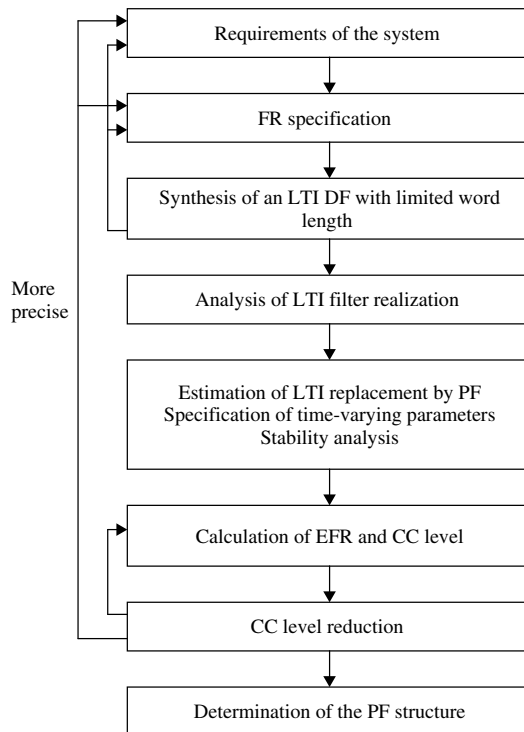 Requirements of the system
FR specification
Synthesis of an LTI DF with limited word
length
More
precise
Analysis of LTI filter realization
Estimation of LTI replacement by PF
Specification of time-varying parameters
Stability analysis
Calculation of EFR and CC level
CC level reduction
Determination of the PF structure